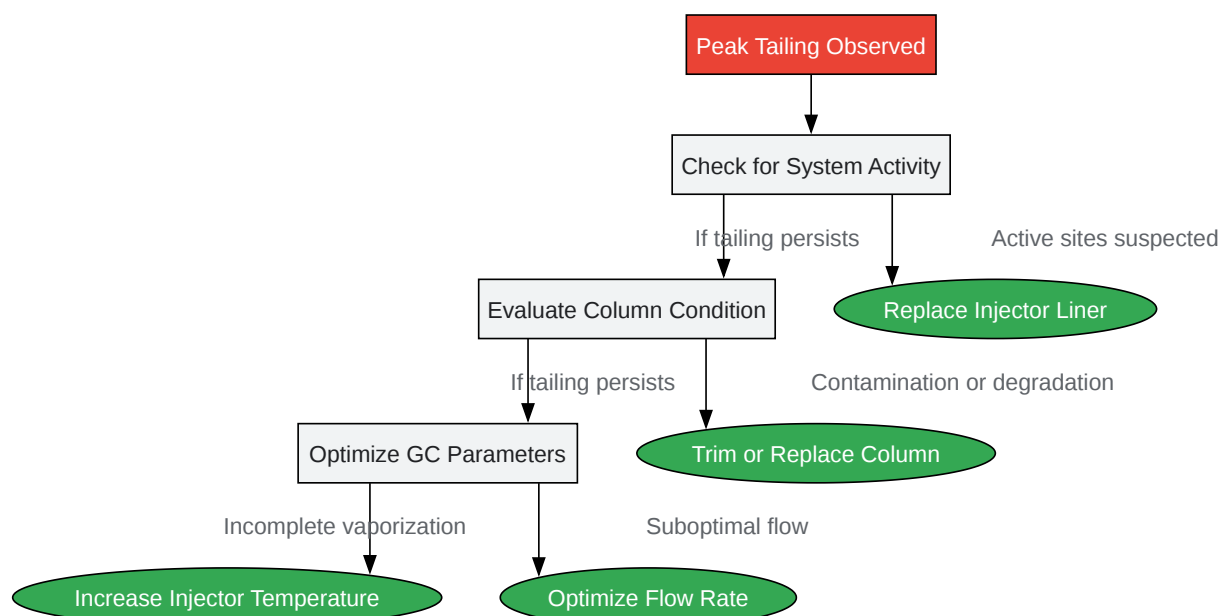 Peak Tailing Observed
Check for System Activity
If tailing persists
Active sites suspected
Evaluate Column Condition
Replace Injector Liner
If tailing persists
Contamination or degradation
Optimize GC Parameters
Trim or Replace Column
Incomplete vaporization
Suboptimal flow
Increase Injector Temperature
Optimize Flow Rate